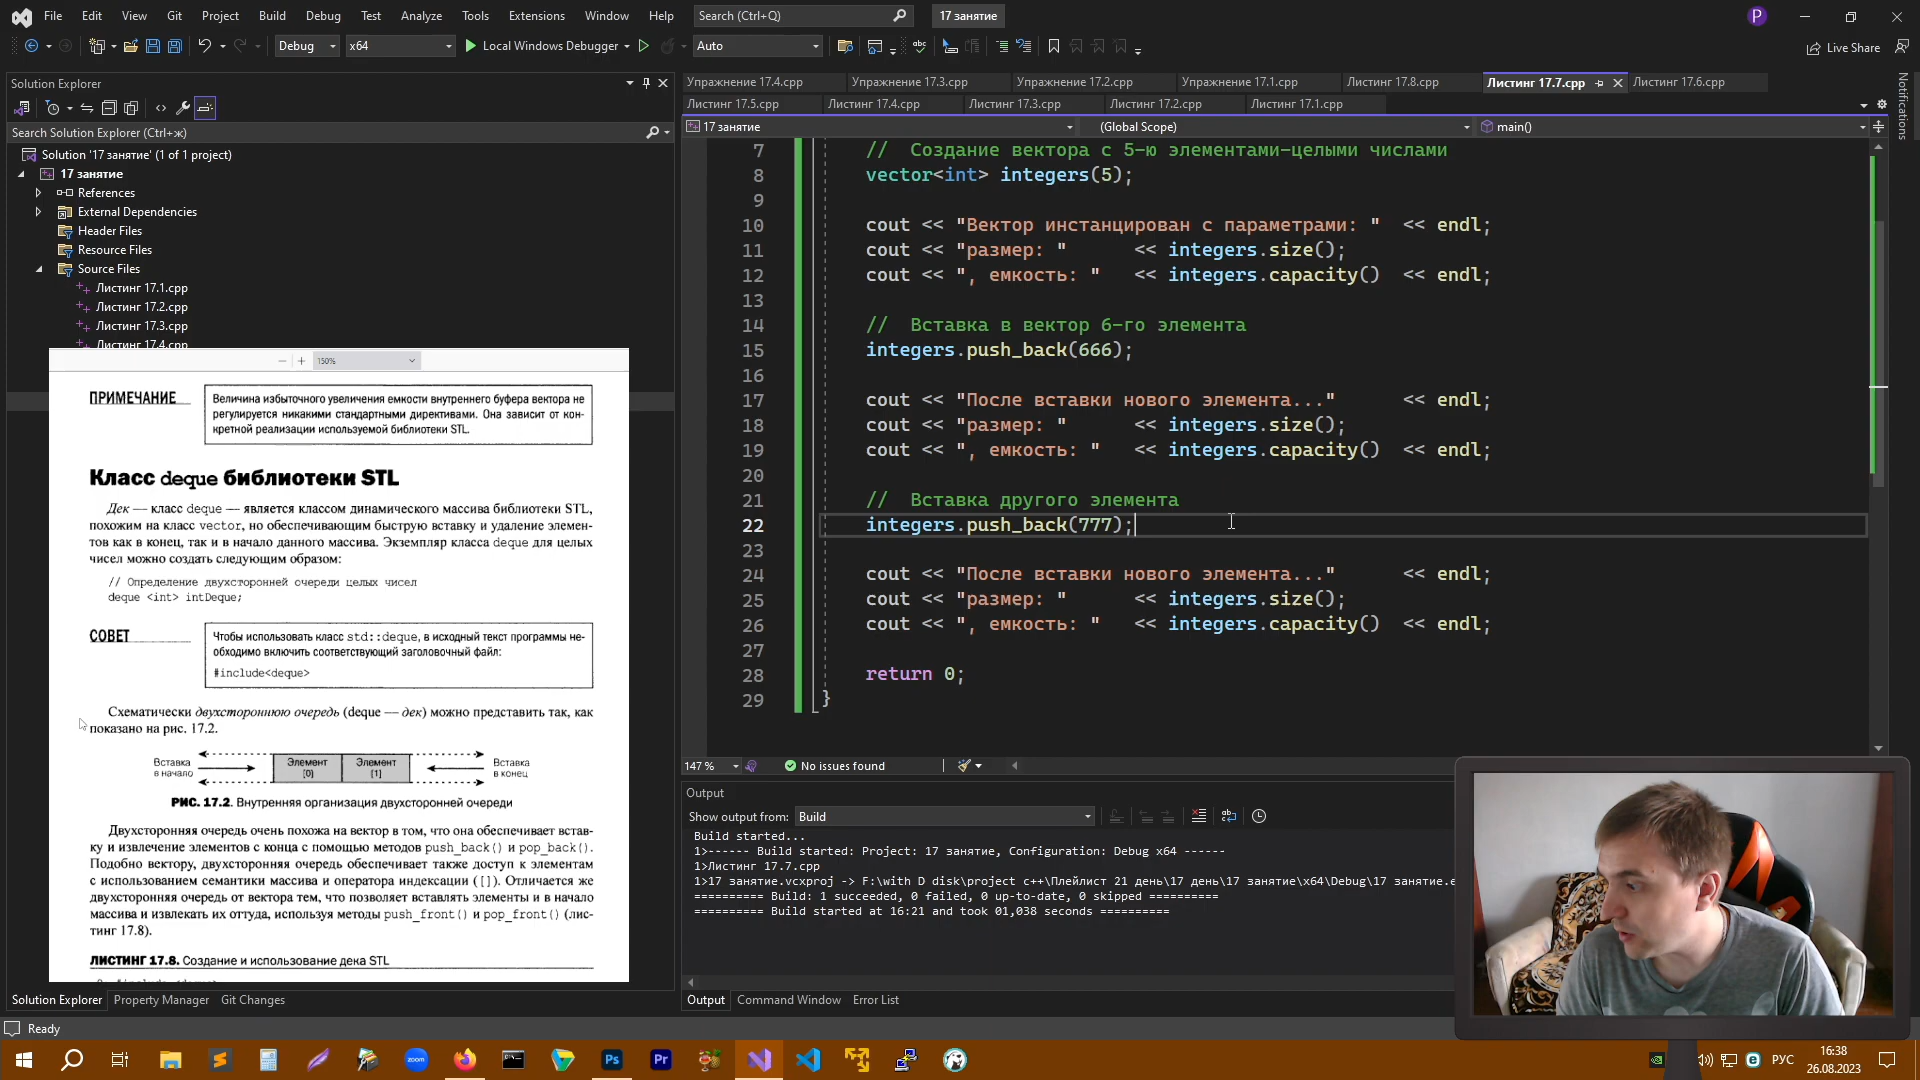 File Edit View Git Project Build Debug Test Analyze Tools Extensions Window Help Search (Ctrl+Q) 17 занятие P
Debug x64 Local Windows Debugger Auto Live Share
Solution Explorer
Search Solution Explorer (Ctrl+ж)
Solution '17 занятие' (1 of 1 project)
17 занятие
References
External Dependencies
Header Files
Resource Files
Source Files
Листинг 17.1.cpp
Листинг 17.2.cpp
Листинг 17.3.cpp
Листинг 17.4.cpp
150%
ПРИМЕЧАНИЕ
Величина избыточного увеличения емкости внутреннего буфера вектора не
регулируется никакими стандартными директивами. Она зависит от кон-
кретной реализации используемой библиотеки STL.
Класс deque библиотеки STL
Дек — класс deque — является классом динамического массива библиотеки STL,
похожим на класс vector, но обеспечивающим быструю вставку и удаление элемен-
тов как в конец, так и в начало данного массива. Экземпляр класса deque для целых
чисел можно создать следующим образом:
// Определение двухсторонней очереди целых чисел
deque <int> intDeque;
СОВЕТ
Чтобы использовать класс std::deque, в исходный текст программы не-
обходимо включить соответствующий заголовочный файл:
#include<deque>
Схематически двухстороннюю очередь (deque — дек) можно представить так, как
показано на рис. 17.2.
Вставка в начало
Элемент [0]
Элемент [1]
Вставка в конец
РИС. 17.2. Внутренняя организация двухсторонней очереди
Двухсторонняя очередь очень похожа на вектор в том, что она обеспечивает встав-
ку и извлечение элементов с конца с помощью методов push_back() и pop_back().
Подобно вектору, двухсторонняя очередь обеспечивает также доступ к элементам
с использованием семантики массива и оператора индексации ([]). Отличается же
двухсторонняя очередь от вектора тем, что позволяет вставлять элементы и в начало
массива и извлекать их оттуда, используя методы push_front() и pop_front() (лис-
тинг 17.8).
ЛИСТИНГ 17.8. Создание и использование дека STL
Solution Explorer Property Manager Git Changes
Упражнение 17.4.cpp Упражнение 17.3.cpp Упражнение 17.2.cpp Упражнение 17.1.cpp Листинг 17.8.cpp Листинг 17.7.cpp Листинг 17.6.cpp
Листинг 17.5.cpp Листинг 17.4.cpp Листинг 17.3.cpp Листинг 17.2.cpp Листинг 17.1.cpp
Notifications
17 занятие (Global Scope) main()
7 // Создание вектора с 5-ю элементами-целыми числами
8 vector<int> integers(5);
9
10 cout << "Вектор инстанцирован с параметрами: " << endl;
11 cout << "размер: " << integers.size();
12 cout << ", емкость: " << integers.capacity() << endl;
13
14 // Вставка в вектор 6-го элемента
15 integers.push_back(666);
16
17 cout << "После вставки нового элемента..." << endl;
18 cout << "размер: " << integers.size();
19 cout << ", емкость: " << integers.capacity() << endl;
20
21 // Вставка другого элемента
22 integers.push_back(777);
23
24 cout << "После вставки нового элемента..." << endl;
25 cout << "размер: " << integers.size();
26 cout << ", емкость: " << integers.capacity() << endl;
27
28 return 0;
29 }
147 % No issues found
Output
Show output from: Build
Build started...
1>------ Build started: Project: 17 занятие, Configuration: Debug x64 ------
1>Листинг 17.7.cpp
1>17 занятие.vcxproj -> F:\with D disk\project c++\Плейлист 21 день\17 день\17 занятие\x64\Debug\17 занятие.e
========== Build: 1 succeeded, 0 failed, 0 up-to-date, 0 skipped ==========
========== Build started at 16:21 and took 01,038 seconds ==========
Output Command Window Error List
Ready
zoom Ps Pr РУС 16:38
26.08.2023